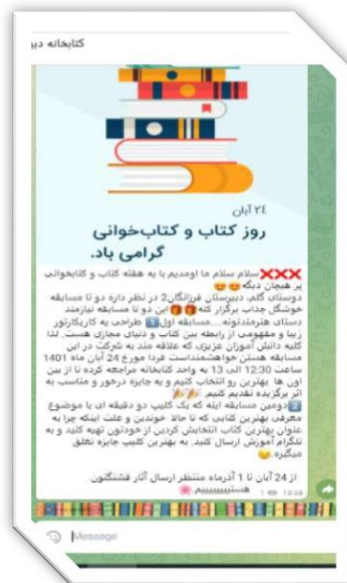 کتابخانه دبیر
٢٤ آبان
روز کتاب و کتاب‌خوانی
گرامی باد.
❌❌❌سلام سلام ما اومدیم با یه هفته کتاب و کتابخوانی
پر هیجان دیگه😍😍
دوستای گلم، دبیرستان فرزانگان2 در نظر داره دو تا مسابقه
خوشگل جذاب برگزار کنه🎁🎁این دو تا مسابقه نیازمند
دستای هنرمندتونه....مسابقه اول1️⃣ طراحی یه کاریکاتور
زیبا و مفهومی از رابطه بین کتاب و دنیای مجازی هست. لذا
کلیه دانش آموزان عزیزی که علاقه مند به شرکت در این
مسابقه هستن خواهشمنداست فردا مورخ 24 آبان ماه 1401
ساعت 12:30 الی 13 به واحد کتابخانه مراجعه کرده تا از بین
اون ها بهترین رو انتخاب کنیم و یه جایزه درخور و مناسب به
اثر برگزیده تقدیم کنیم.🎉🎉
2️⃣دومین مسابقه اینه که یک کلیپ دو دقیقه ای با موضوع
معرفی بهترین کتابی که تا حالا خوندین و علت اینکه چرا به
عنوان بهترین کتاب انتخابش کردین از خودتون تهیه کنید و به
تلگرام آموزش ارسال کنید. به بهترین کلیپ جایزه تعلق
میگیره.😉
از 24 آبان تا 1 آذرماه منتظر ارسال آثار قشنگتون
هستیییییییم.🌸
Message